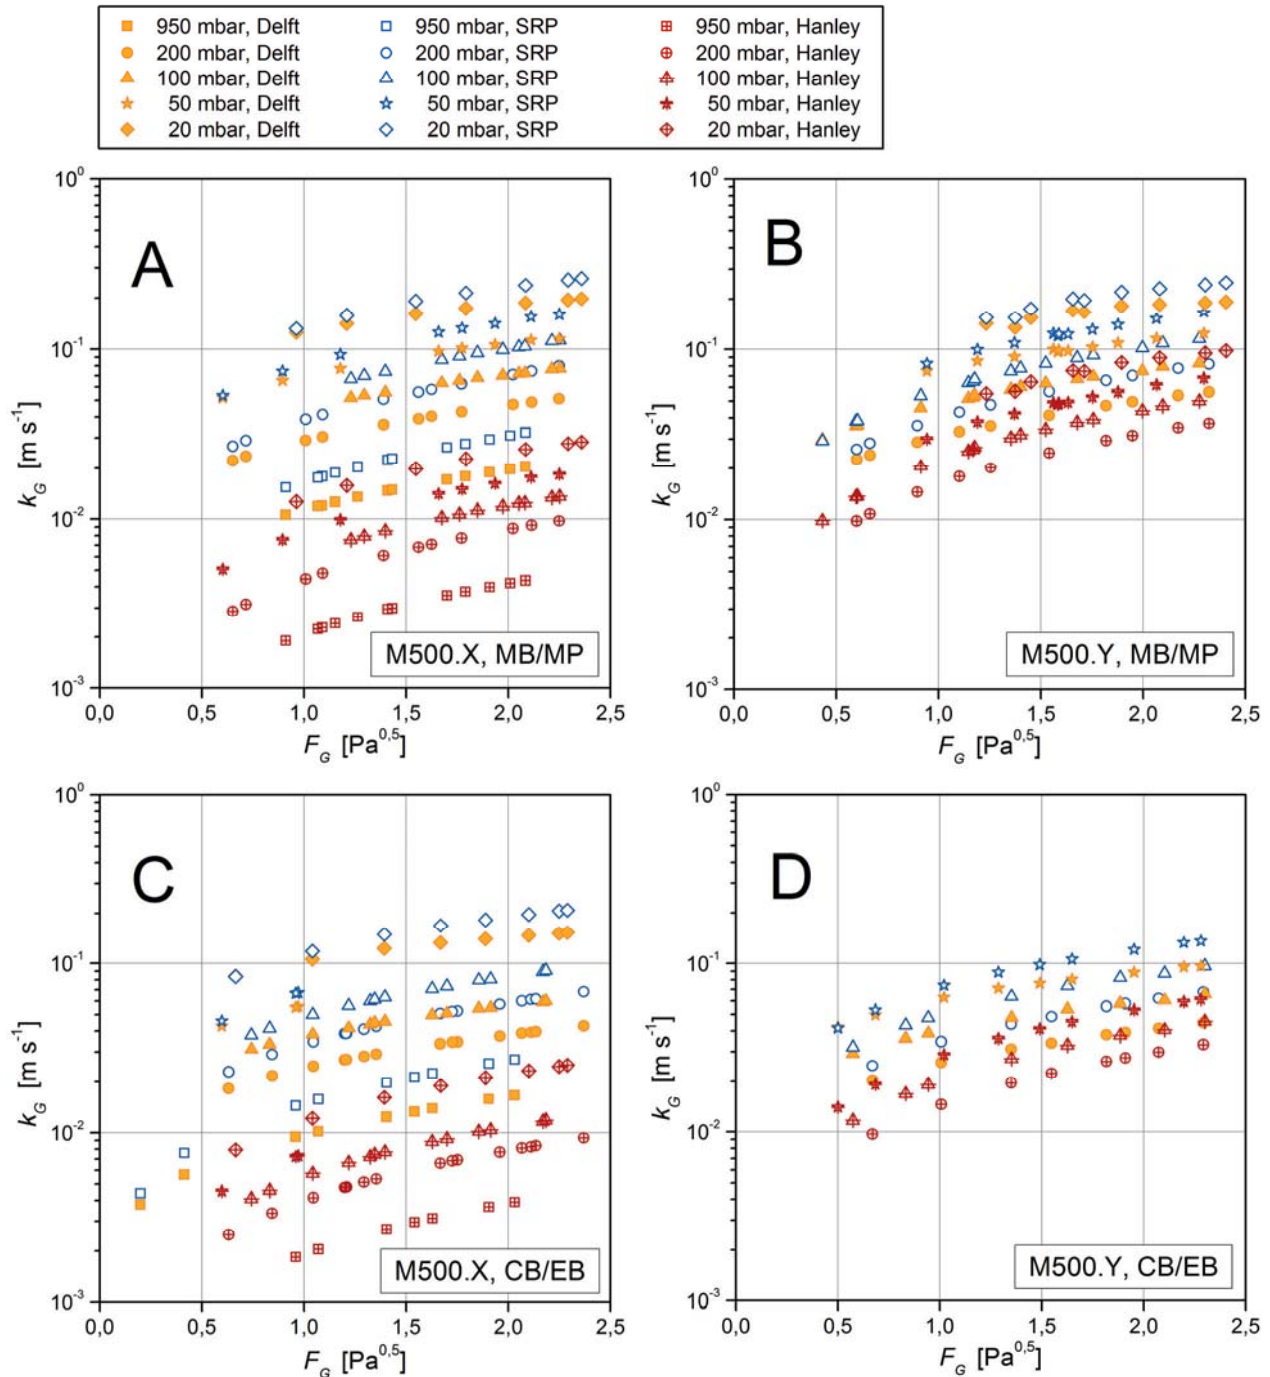 950 mbar, Delft 950 mbar, SRP 950 mbar, Hanley
200 mbar, Delft 200 mbar, SRP 200 mbar, Hanley
100 mbar, Delft 100 mbar, SRP 100 mbar, Hanley
50 mbar, Delft 50 mbar, SRP 50 mbar, Hanley
20 mbar, Delft 20 mbar, SRP 20 mbar, Hanley
A
k_G [m s⁻¹]
10⁰
10⁻¹
10⁻²
10⁻³
M500.X, MB/MP
0,0 0,5 1,0 1,5 2,0 2,5
F_G [Pa^0,5]
B
k_G [m s⁻¹]
10⁰
10⁻¹
10⁻²
10⁻³
M500.Y, MB/MP
0,0 0,5 1,0 1,5 2,0 2,5
F_G [Pa^0,5]
C
k_G [m s⁻¹]
10⁰
10⁻¹
10⁻²
10⁻³
M500.X, CB/EB
0,0 0,5 1,0 1,5 2,0 2,5
F_G [Pa^0,5]
D
k_G [m s⁻¹]
10⁰
10⁻¹
10⁻²
10⁻³
M500.Y, CB/EB
0,0 0,5 1,0 1,5 2,0 2,5
F_G [Pa^0,5]